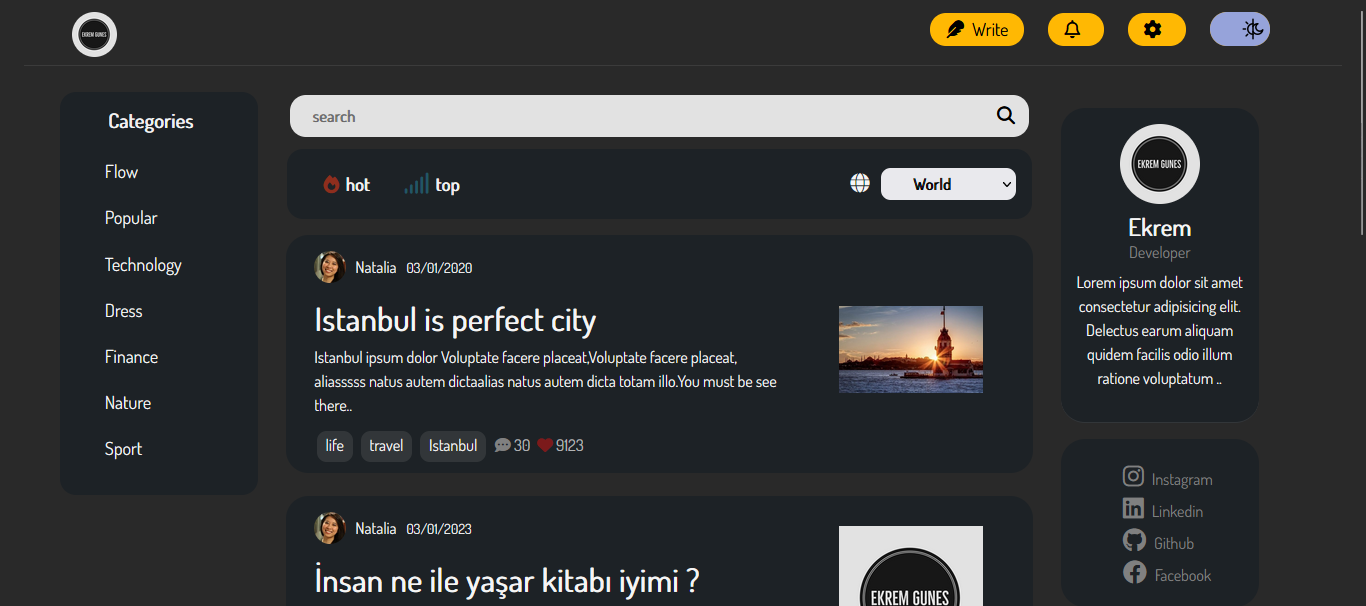 EKREM GUNES
Write
Categories
Flow
Popular
Technology
Dress
Finance
Nature
Sport
search
hot
top
World
Natalia 03/01/2020
Istanbul is perfect city
Istanbul ipsum dolor Voluptate facere placeat,Voluptate facere placeat,
aliasssss natus autem dictaalias natus autem dicta totam illo.You must be see
there..
life travel Istanbul 30 9123
Natalia 03/01/2023
İnsan ne ile yaşar kitabı iyimi ?
EKREM GUNES
EKREM GUNES
Ekrem
Developer
Lorem ipsum dolor sit amet
consectetur adipisicing elit.
Delectus earum aliquam
quidem facilis odio illum
ratione voluptatum ..
Instagram
Linkedin
Github
Facebook